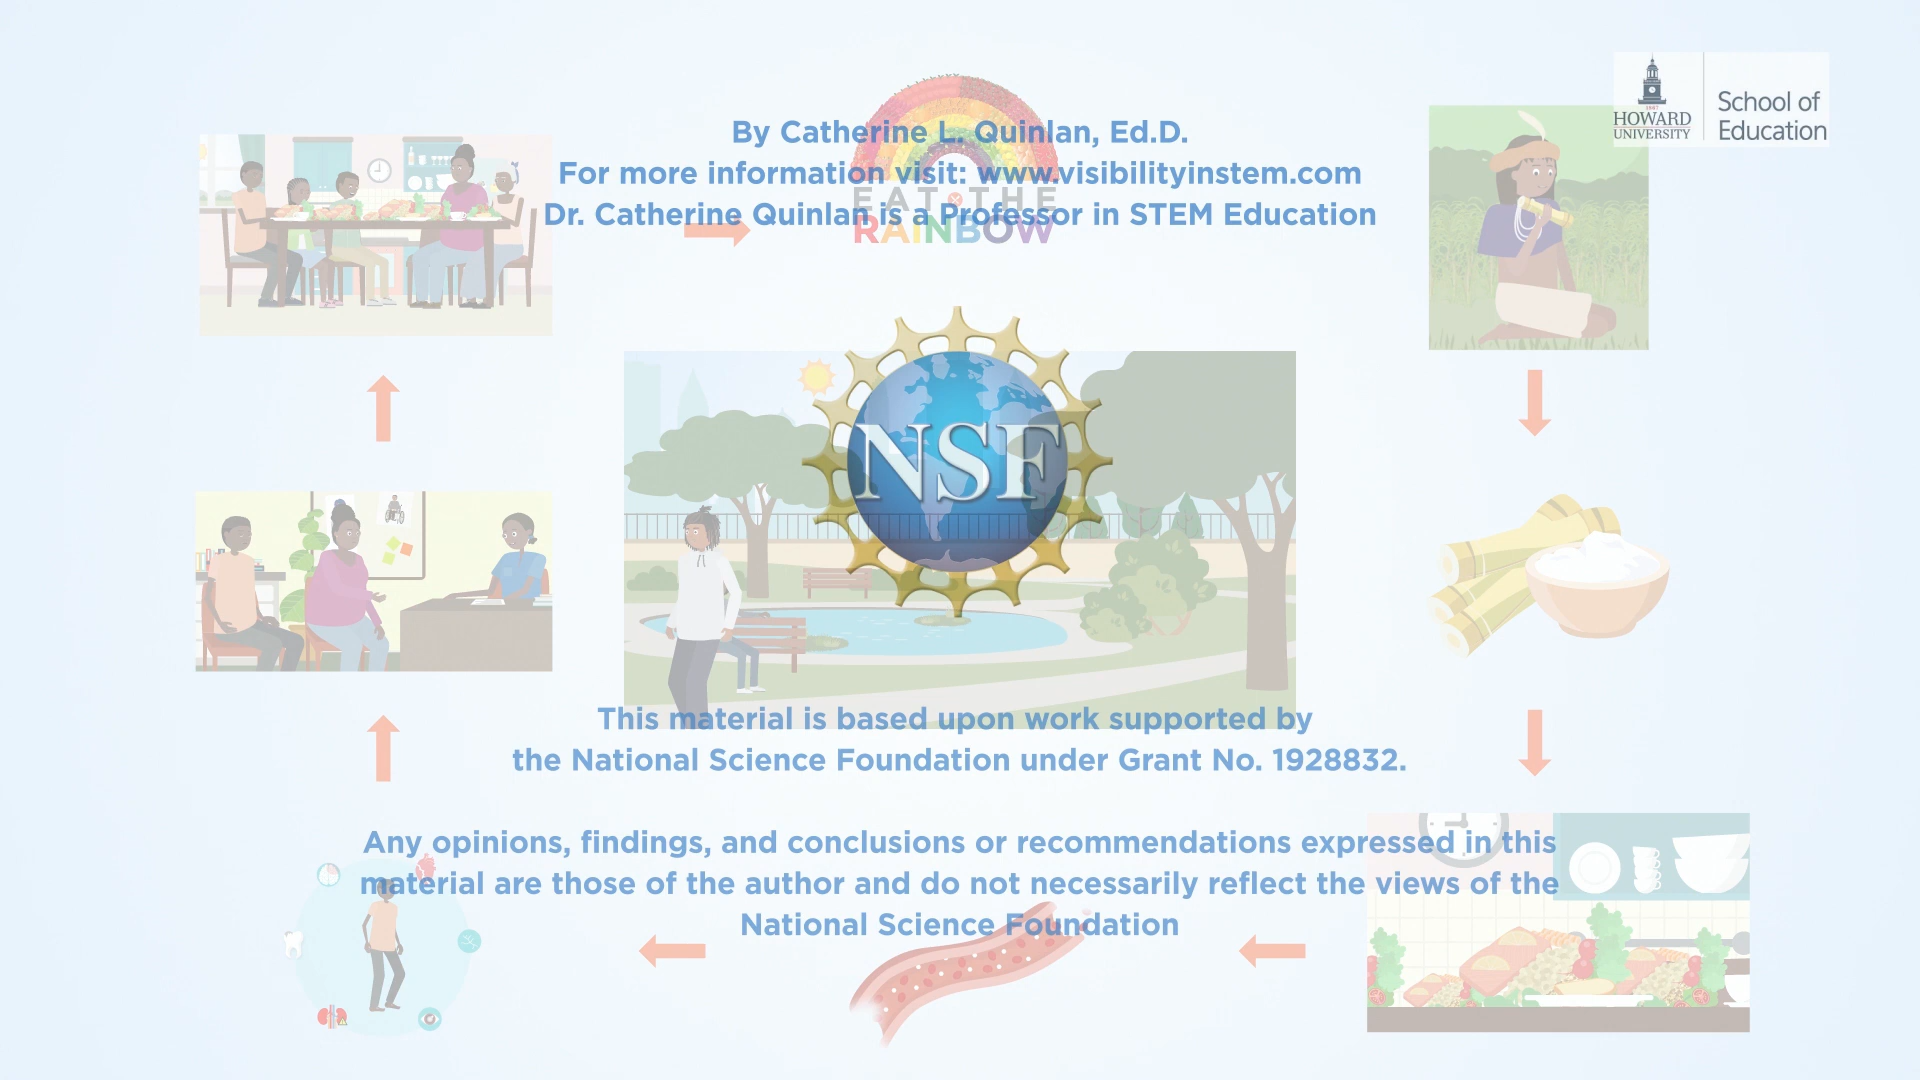 By Catherine L. Quinlan, Ed.D.
For more information visit: www.visibilityinstem.com
Dr. Catherine Quinlan is a Professor in STEM Education
EAT THE
RAINBOW
1867
HOWARD
UNIVERSITY
School of
Education
NSF
This material is based upon work supported by
the National Science Foundation under Grant No. 1928832.
Any opinions, findings, and conclusions or recommendations expressed in this
material are those of the author and do not necessarily reflect the views of the
National Science Foundation